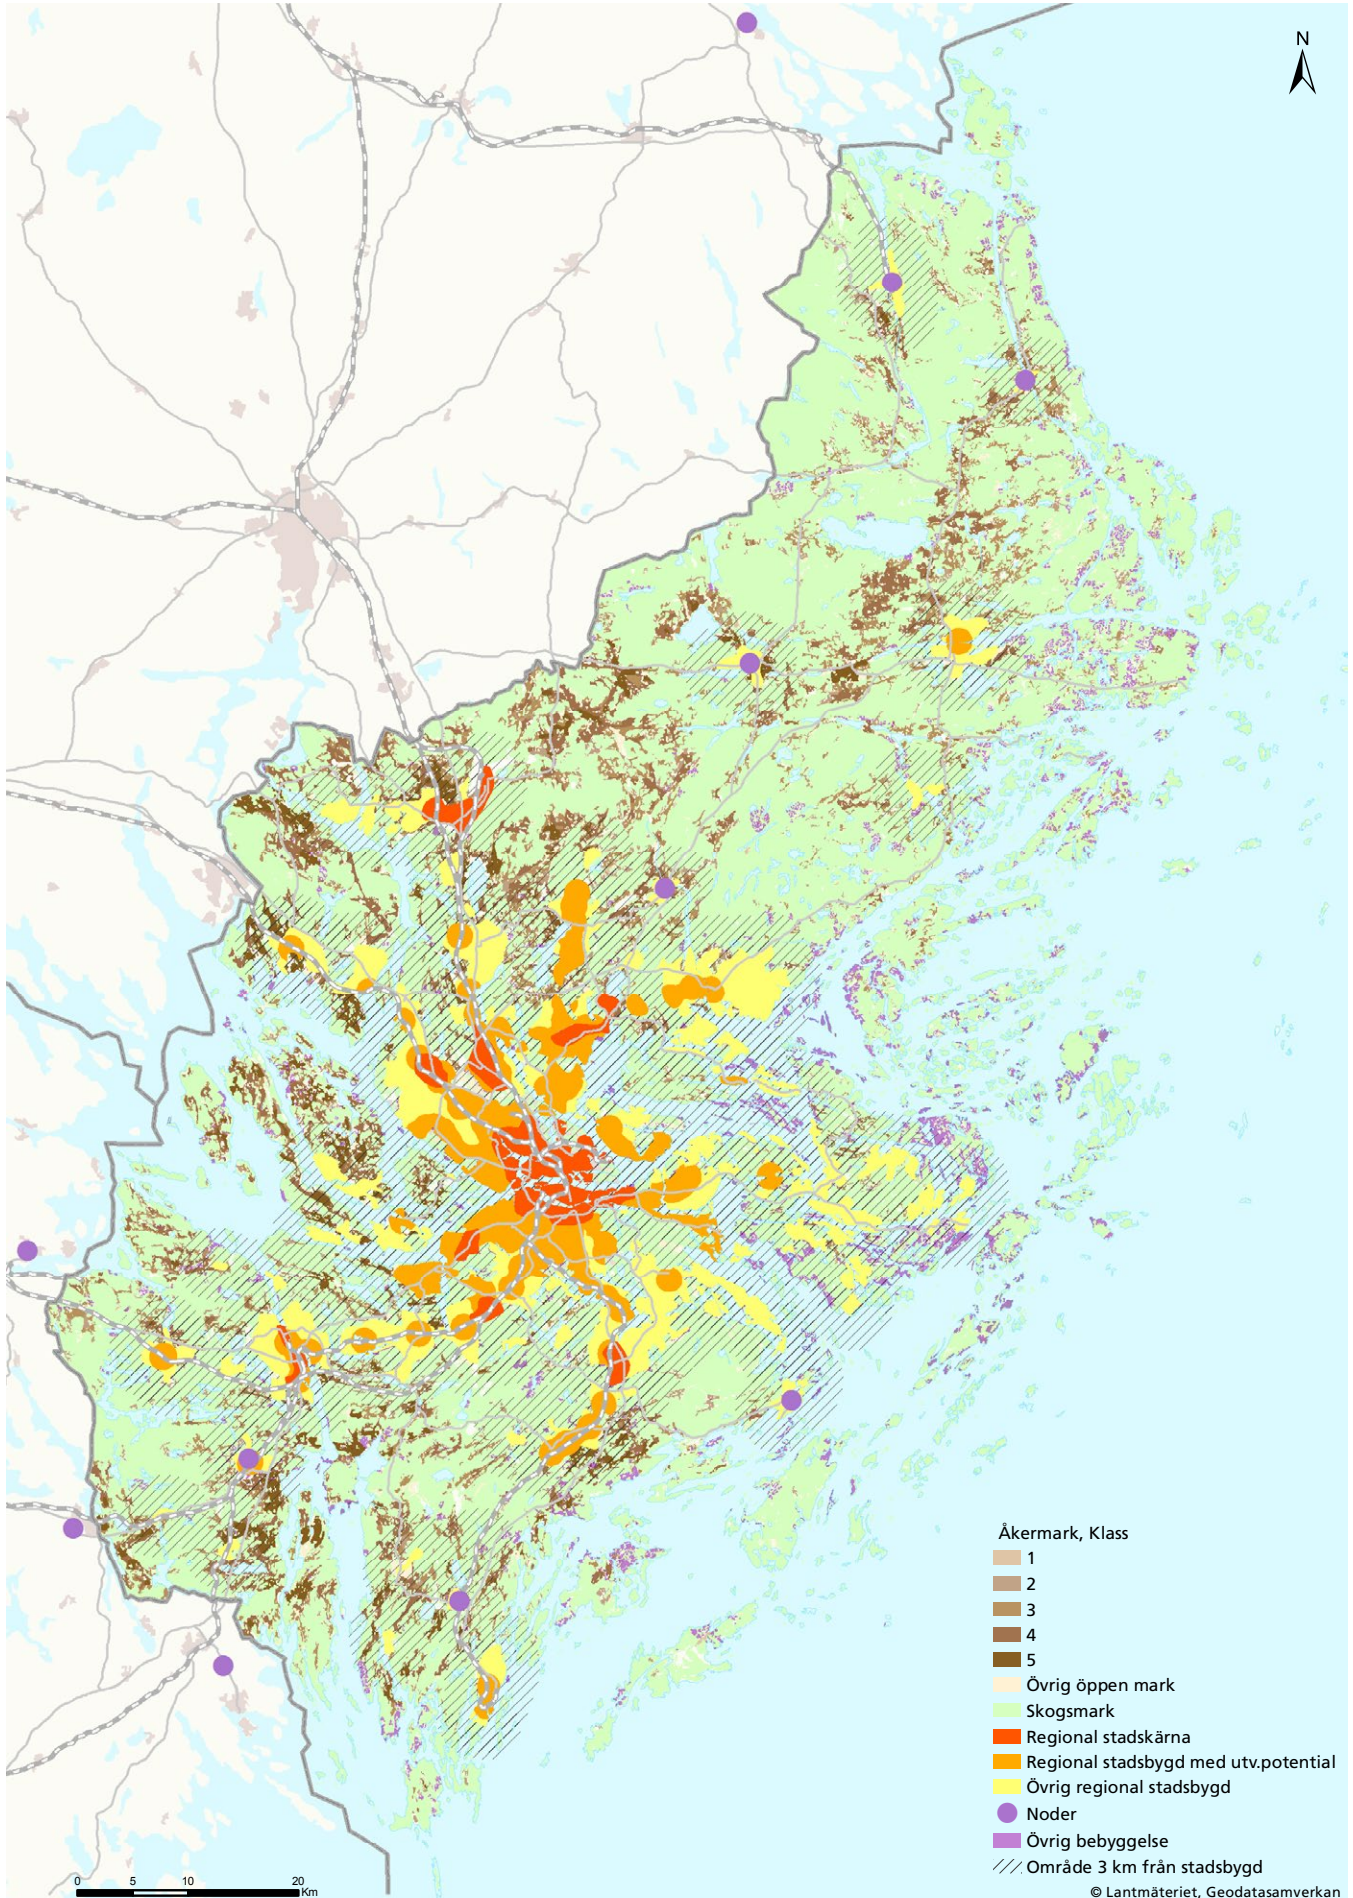 N
Åkermark, Klass
1
2
3
4
5
Övrig öppen mark
Skogsmark
Regional stadskärna
Regional stadsbygd med utv.potential
Övrig regional stadsbygd
Noder
Övrig bebyggelse
Område 3 km från stadsbygd
0 5 10 20
Km
© Lantmäteriet, Geodatasamverkan